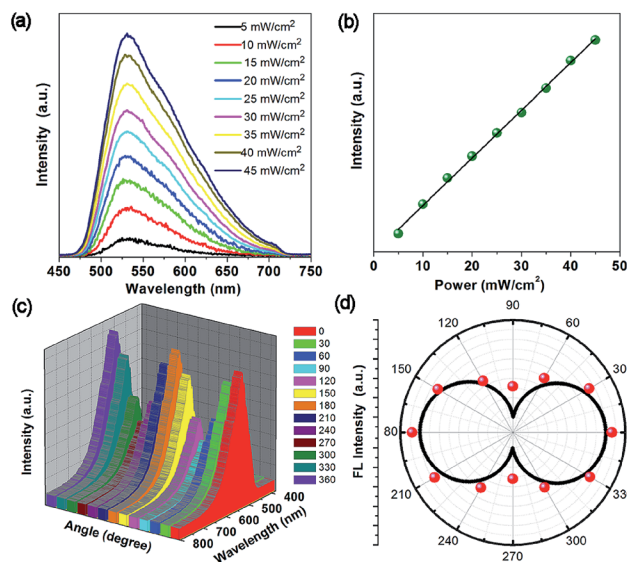 (a)
Intensity (a.u.)
5 mW/cm²
10 mW/cm²
15 mW/cm²
20 mW/cm²
25 mW/cm²
30 mW/cm²
35 mW/cm²
40 mW/cm²
45 mW/cm²
450 500 550 600 650 700 750
Wavelength (nm)
(b)
Intensity (a.u.)
0 10 20 30 40 50
Power (mW/cm²)
(c)
Intensity (a.u.)
Angle (degree)
800 700 600 500 400
Wavelength (nm)
0
30
60
90
120
150
180
210
240
270
300
330
360
(d)
FL Intensity (a.u.)
90
120 60
150 30
80
210 33
240 300
270